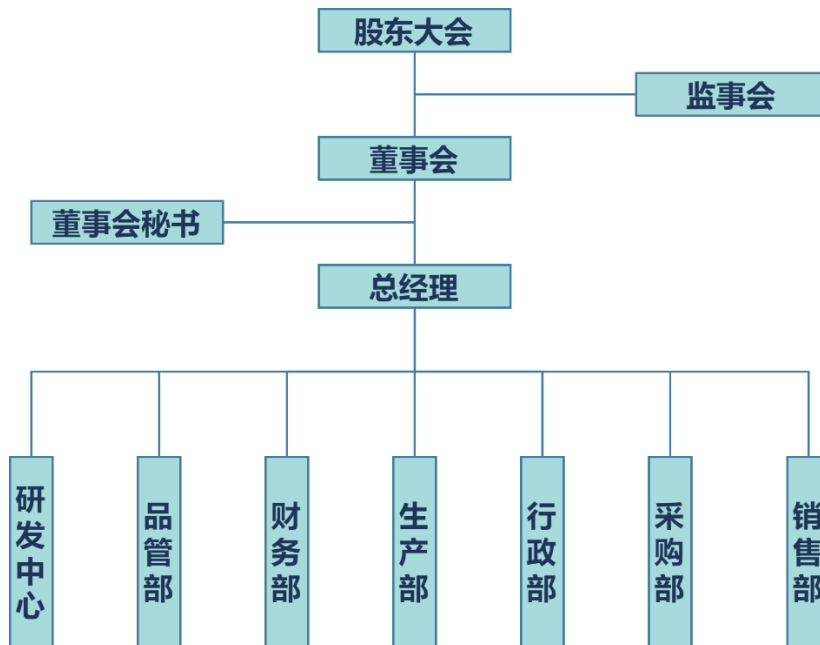 股东大会
监事会
董事会
董事会秘书
总经理
研发中心
品管部
财务部
生产部
行政部
采购部
销售部